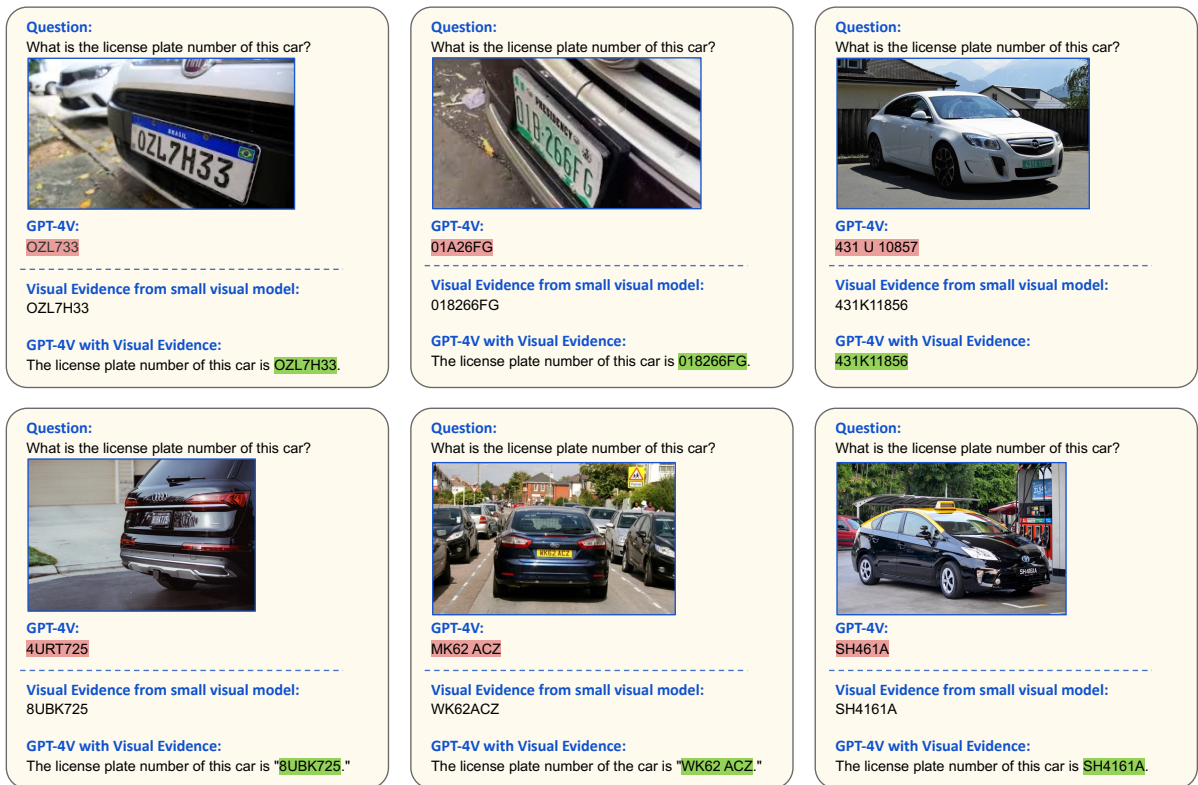 Question:
What is the license plate number of this car?
BRASIL
OZL7H33
GPT-4V:
OZL733
Visual Evidence from small visual model:
OZL7H33
GPT-4V with Visual Evidence:
The license plate number of this car is OZL7H33.
Question:
What is the license plate number of this car?
PRESIDENCY
01B-266FG
GPT-4V:
01A26FG
Visual Evidence from small visual model:
018266FG
GPT-4V with Visual Evidence:
The license plate number of this car is 018266FG.
Question:
What is the license plate number of this car?
GPT-4V:
431 U 10857
Visual Evidence from small visual model:
431K11856
GPT-4V with Visual Evidence:
431K11856
Question:
What is the license plate number of this car?
GPT-4V:
4URT725
Visual Evidence from small visual model:
8UBK725
GPT-4V with Visual Evidence:
The license plate number of this car is "8UBK725."
Question:
What is the license plate number of this car?
WK62 ACZ
GPT-4V:
MK62 ACZ
Visual Evidence from small visual model:
WK62ACZ
GPT-4V with Visual Evidence:
The license plate number of the car is "WK62 ACZ."
Question:
What is the license plate number of this car?
GPT-4V:
SH461A
Visual Evidence from small visual model:
SH4161A
GPT-4V with Visual Evidence:
The license plate number of this car is SH4161A.